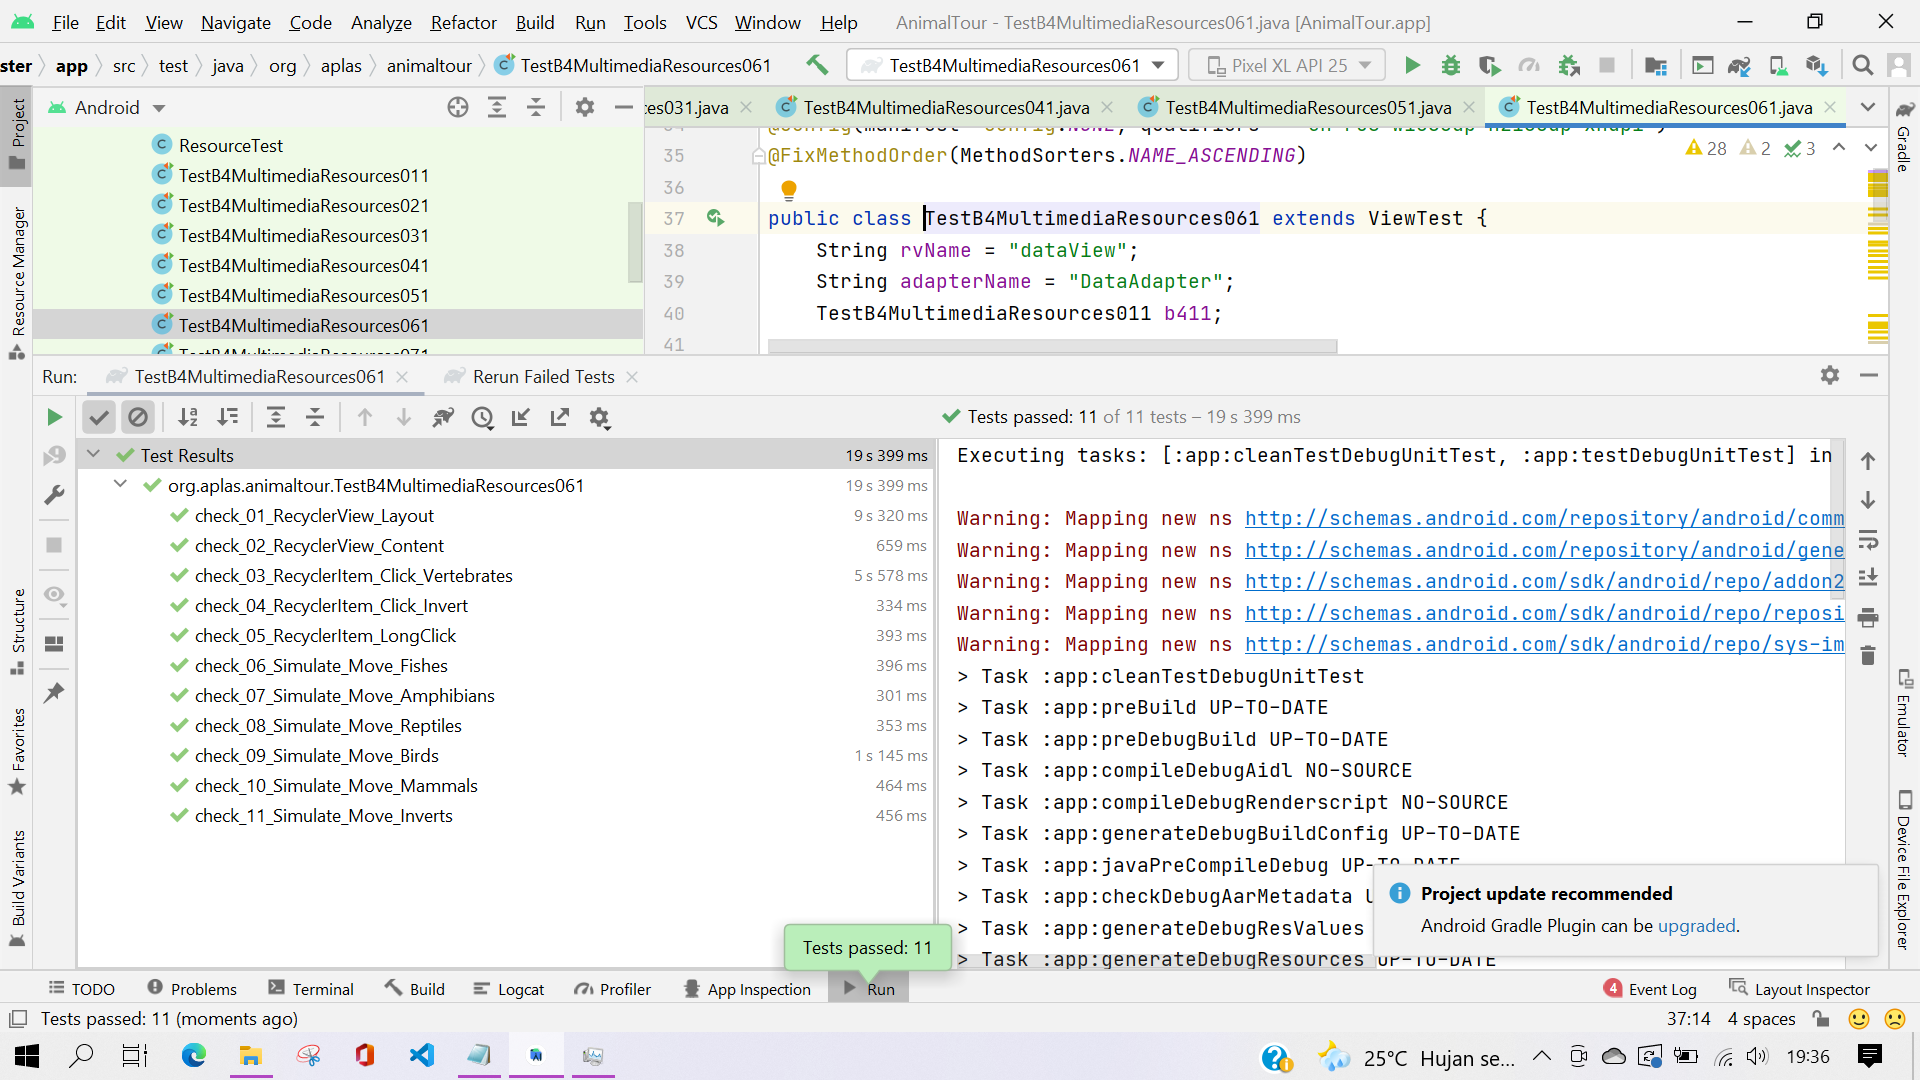 File Edit View Navigate Code Analyze Refactor Build Run Tools VCS Window Help AnimalTour - TestB4MultimediaResources061.java [AnimalTour.app]
ster app src test java org aplas animaltour TestB4MultimediaResources061 TestB4MultimediaResources061 Pixel XL API 25
Project
Resource Manager
Structure
Favorites
Build Variants
Android
ResourceTest
TestB4MultimediaResources011
TestB4MultimediaResources021
TestB4MultimediaResources031
TestB4MultimediaResources041
TestB4MultimediaResources051
TestB4MultimediaResources061
ces031.java TestB4MultimediaResources041.java TestB4MultimediaResources051.java TestB4MultimediaResources061.java
28 2 3
35 @FixMethodOrder(MethodSorters.NAME_ASCENDING)
36
37 public class TestB4MultimediaResources061 extends ViewTest {
38 String rvName = "dataView";
39 String adapterName = "DataAdapter";
40 TestB4MultimediaResources011 b411;
41
Run: TestB4MultimediaResources061 Rerun Failed Tests
Tests passed: 11 of 11 tests – 19 s 399 ms
Test Results 19 s 399 ms
org.aplas.animaltour.TestB4MultimediaResources061 19 s 399 ms
check_01_RecyclerView_Layout 9 s 320 ms
check_02_RecyclerView_Content 659 ms
check_03_RecyclerItem_Click_Vertebrates 5 s 578 ms
check_04_RecyclerItem_Click_Invert 334 ms
check_05_RecyclerItem_LongClick 393 ms
check_06_Simulate_Move_Fishes 396 ms
check_07_Simulate_Move_Amphibians 301 ms
check_08_Simulate_Move_Reptiles 353 ms
check_09_Simulate_Move_Birds 1 s 145 ms
check_10_Simulate_Move_Mammals 464 ms
check_11_Simulate_Move_Inverts 456 ms
Executing tasks: [:app:cleanTestDebugUnitTest, :app:testDebugUnitTest] in
Warning: Mapping new ns http://schemas.android.com/repository/android/comm
Warning: Mapping new ns http://schemas.android.com/repository/android/gene
Warning: Mapping new ns http://schemas.android.com/sdk/android/repo/addon2
Warning: Mapping new ns http://schemas.android.com/sdk/android/repo/reposi
Warning: Mapping new ns http://schemas.android.com/sdk/android/repo/sys-im
> Task :app:cleanTestDebugUnitTest
> Task :app:preBuild UP-TO-DATE
> Task :app:preDebugBuild UP-TO-DATE
> Task :app:compileDebugAidl NO-SOURCE
> Task :app:compileDebugRenderscript NO-SOURCE
> Task :app:generateDebugBuildConfig UP-TO-DATE
> Task :app:javaPreCompileDebug UP-TO-DATE
> Task :app:checkDebugAarMetadata U
> Task :app:generateDebugResValues
> Task :app:generateDebugResources UP-TO-DATE
Project update recommended
Android Gradle Plugin can be upgraded.
Tests passed: 11
Gradle
Emulator
Device File Explorer
TODO Problems Terminal Build Logcat Profiler App Inspection Run 4 Event Log Layout Inspector
Tests passed: 11 (moments ago) 37:14 4 spaces
25°C Hujan se... 19:36